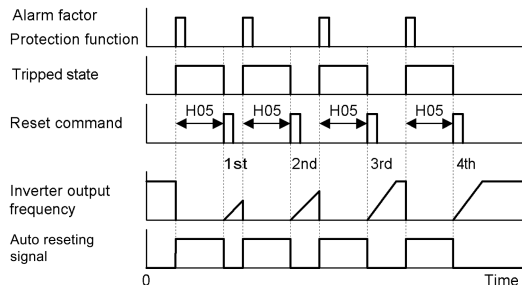 Alarm factor
Protection function
Tripped state
H05 H05 H05 H05
Reset command
1st 2nd 3rd 4th
Inverter output
frequency
Auto reseting
signal
0 Time